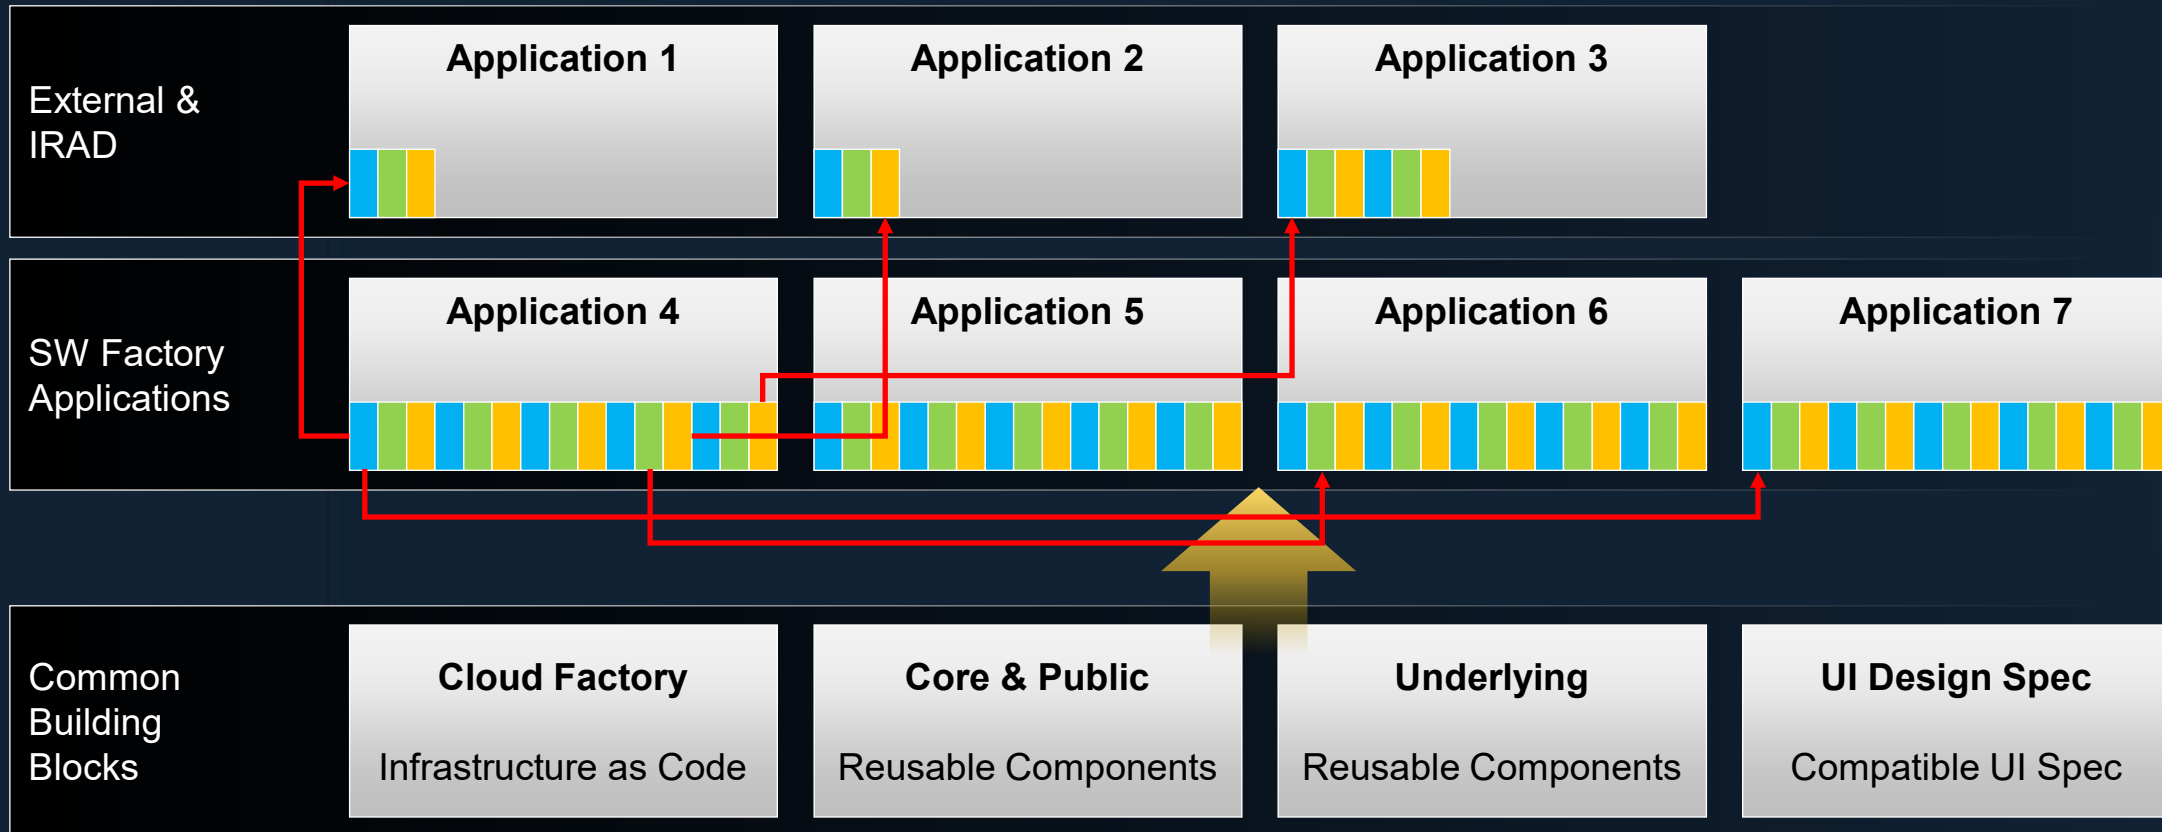 Application 1
Application 2
Application 3
External &
IRAD
Application 4
Application 5
Application 6
Application 7
SW Factory
Applications
Common
Building
Blocks
Cloud Factory
Infrastructure as Code
Core & Public
Reusable Components
Underlying
Reusable Components
UI Design Spec
Compatible UI Spec